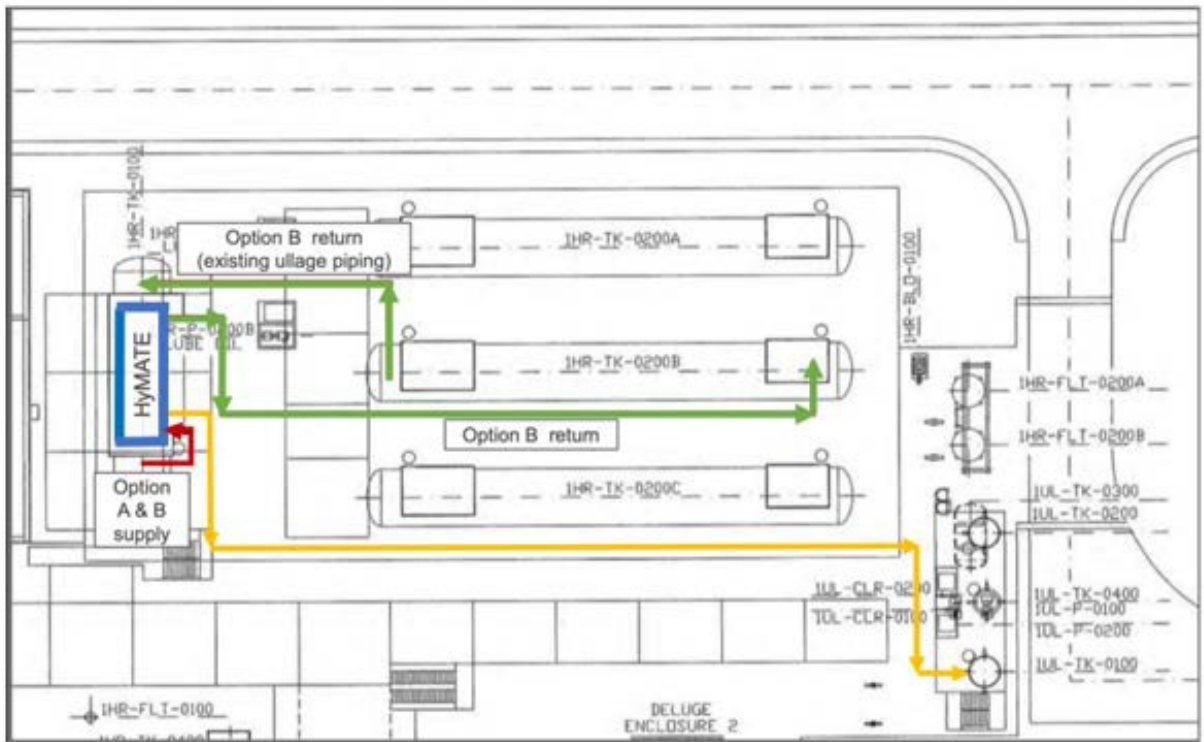 1HR-TK-0100
Option B return
(existing ullage piping)
1HR-TK-0200A
1HR-BLD-0100
HyMATE
LUBE OIL
1HR-TK-0200B
1HR-FLT-0200A
Option B return
1HR-FLT-0200B
Option
A & B
supply
1HR-TK-0200C
1UL-TK-0300
1UL-TK-0200
1UL-CLR-0200
1UL-TK-0400
1UL-CLR-0100
1UL-P-0100
1UL-P-0200
1UL-TK-0100
1HR-FLT-0100
DELUGE
ENCLOSURE 2